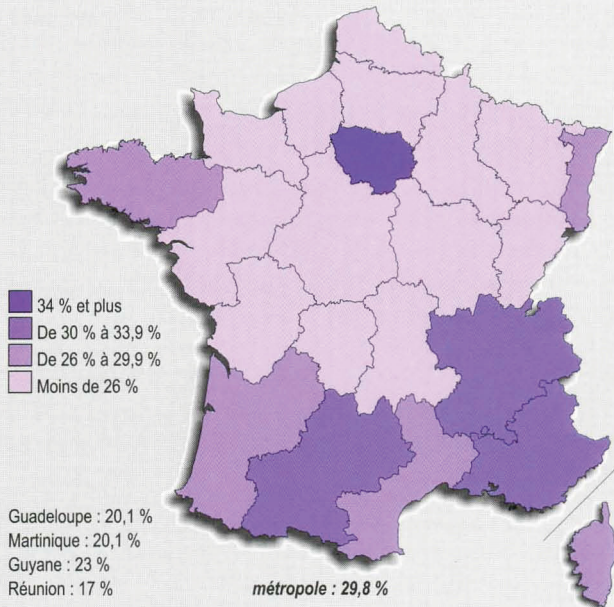 34 % et plus
De 30 % à 33,9 %
De 26 % à 29,9 %
Moins de 26 %
Guadeloupe : 20,1 %
Martinique : 20,1 %
Guyane : 23 %
Réunion : 17 %
métropole : 29,8 %